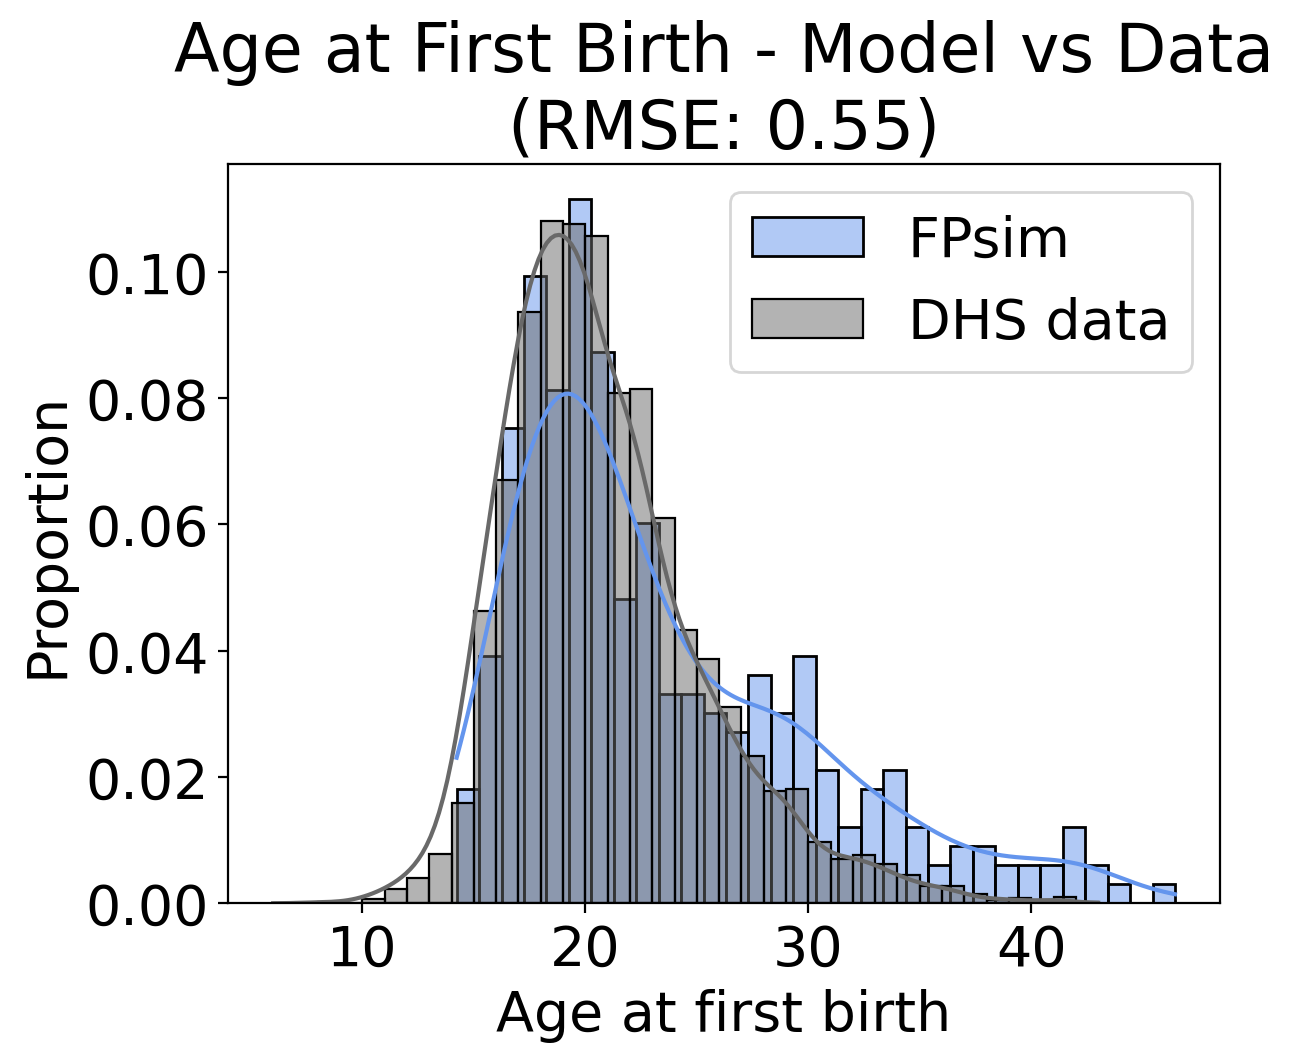 Age at First Birth - Model vs Data
(RMSE: 0.55)
FPsim
DHS data
Proportion
0.10
0.08
0.06
0.04
0.02
0.00
10 20 30 40
Age at first birth